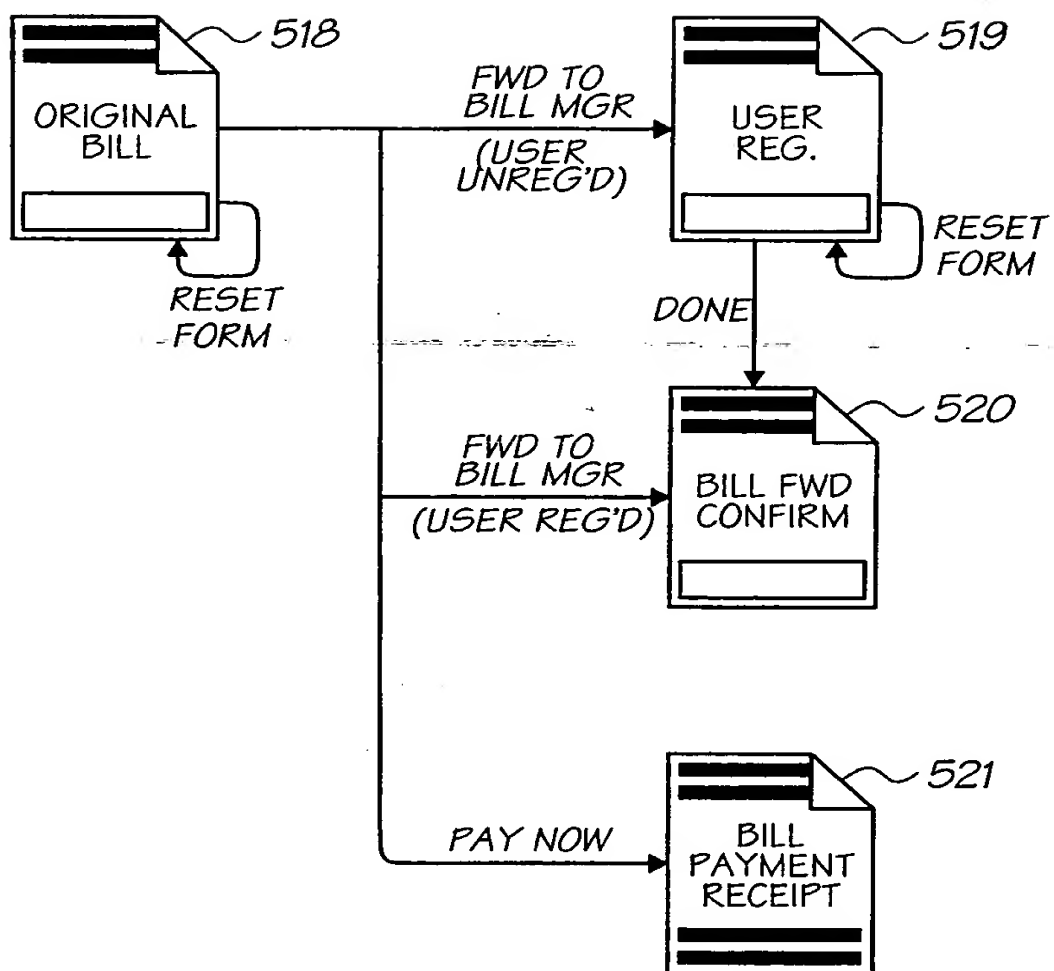 518
ORIGINAL
BILL
RESET
FORM
FWD TO
BILL MGR
(USER
UNREG'D)
519
USER
REG.
RESET
FORM
DONE
520
FWD TO
BILL MGR
(USER REG'D)
BILL FWD
CONFIRM
521
PAY NOW
BILL
PAYMENT
RECEIPT